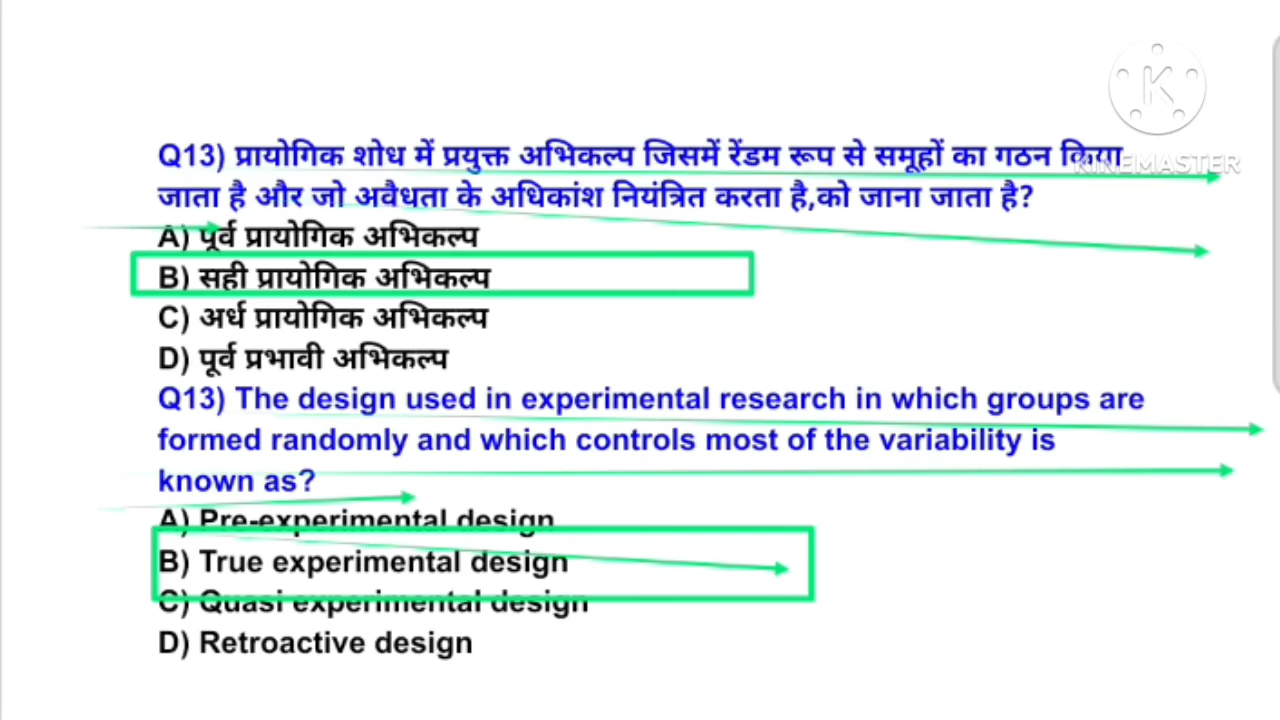 Q13) प्रायोगिक शोध में प्रयुक्त अभिकल्प जिसमें रेंडम रूप से समूहों का गठन किया
KINEMASTER
जाता है और जो अवैधता के अधिकांश नियंत्रित करता है,को जाना जाता है?
A) पूर्व प्रायोगिक अभिकल्प
B) सही प्रायोगिक अभिकल्प
C) अर्ध प्रायोगिक अभिकल्प
D) पूर्व प्रभावी अभिकल्प
Q13) The design used in experimental research in which groups are
formed randomly and which controls most of the variability is
known as?
A) Pre-experimental design
B) True experimental design
C) Quasi experimental design
D) Retroactive design